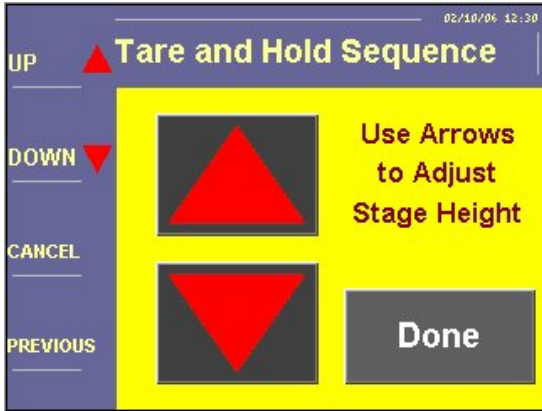 02/10/06 12:30
Tare and Hold Sequence
UP
DOWN
CANCEL
PREVIOUS
Use Arrows
to Adjust
Stage Height
Done